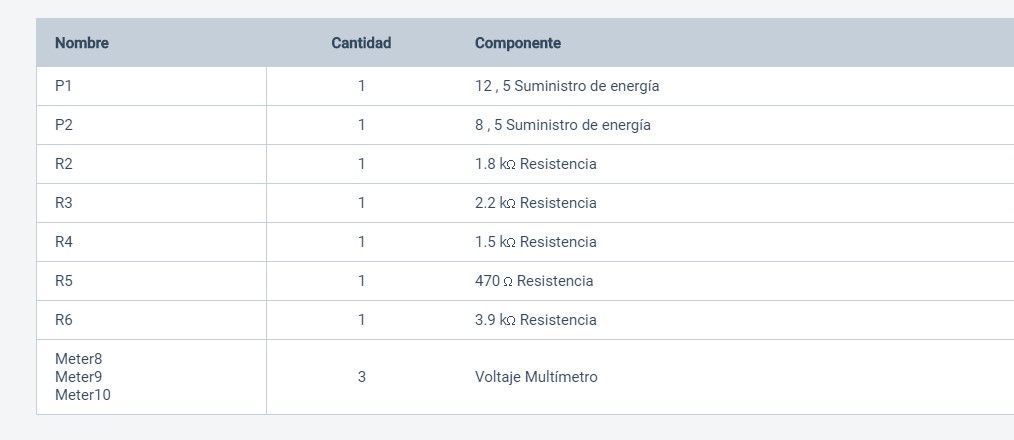 Nombre Cantidad Componente
P1 1 12 , 5 Suministro de energía
P2 1 8 , 5 Suministro de energía
R2 1 1.8 kΩ Resistencia
R3 1 2.2 kΩ Resistencia
R4 1 1.5 kΩ Resistencia
R5 1 470 Ω Resistencia
R6 1 3.9 kΩ Resistencia
Meter8
Meter9 3 Voltaje Multímetro
Meter10